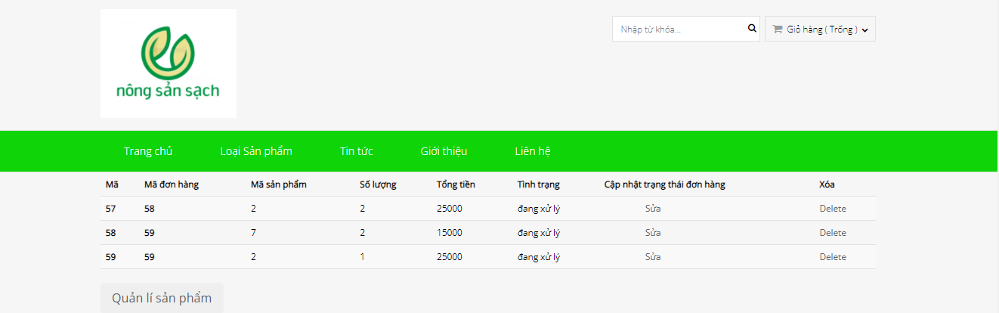 nông sản sạch
Nhập từ khóa...
Giỏ hàng ( Trống )
Trang chủ Loại Sản phẩm Tin tức Giới thiệu Liên hệ
Mã Mã đơn hàng Mã sản phẩm Số lượng Tổng tiền Tình trạng Cập nhật trạng thái đơn hàng Xóa
57 58 2 2 25000 đang xử lý Sửa Delete
58 59 7 2 15000 đang xử lý Sửa Delete
59 59 2 1 25000 đang xử lý Sửa Delete
Quản lí sản phẩm